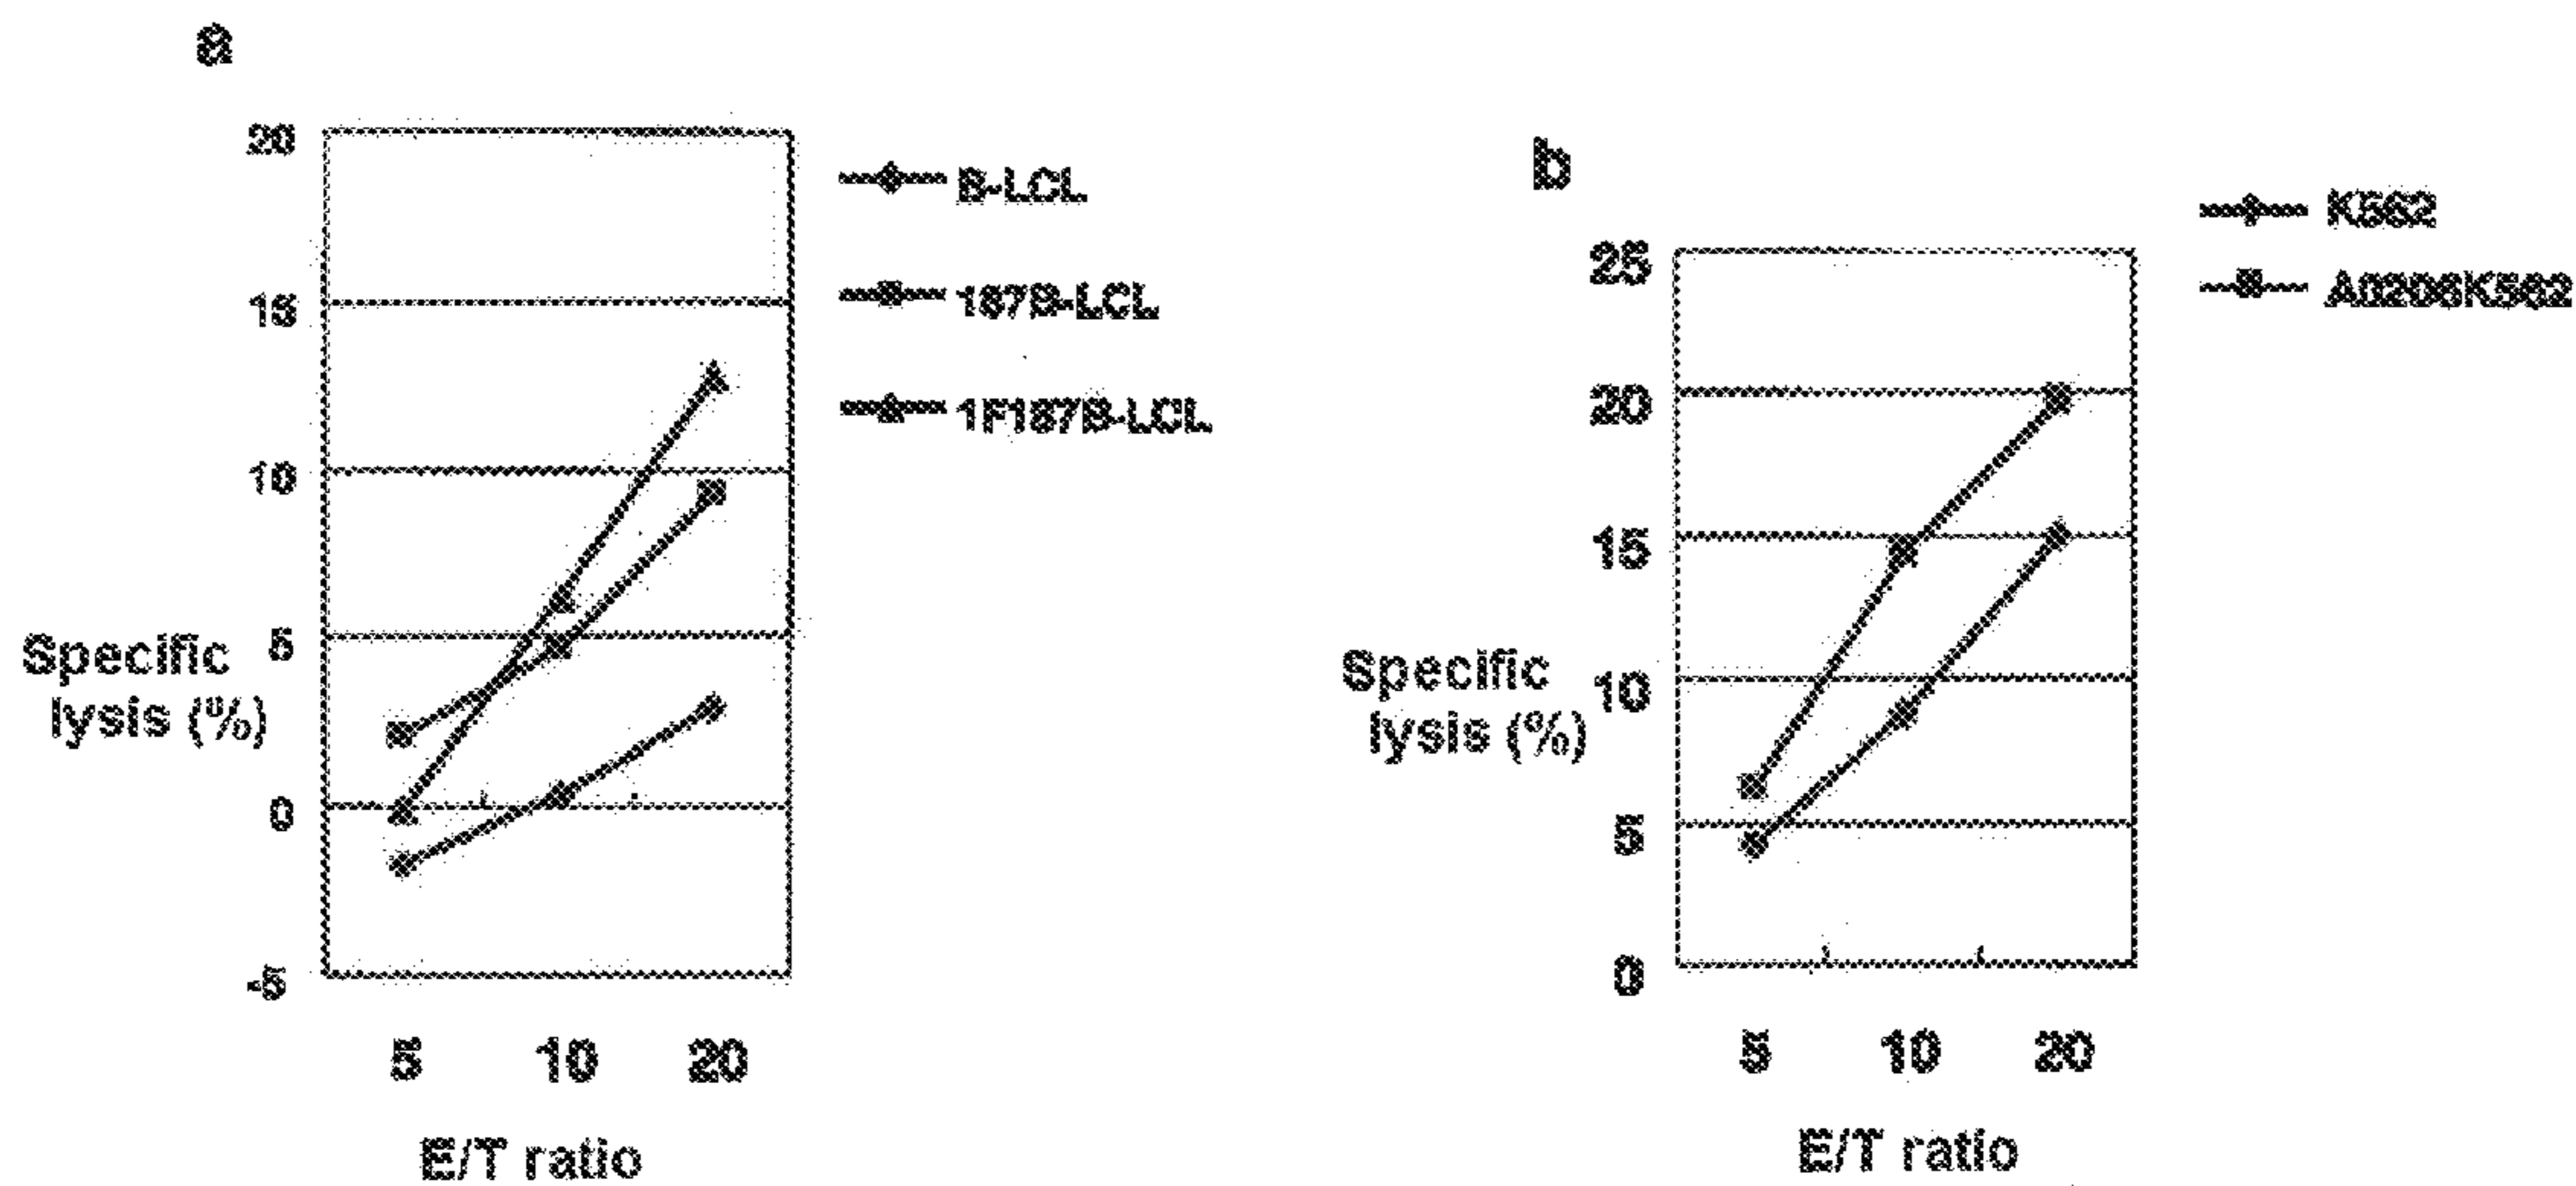 a
20
15
10
5
0
-5
Specific
lysis (%)
5 10 20
E/T ratio
B-LCL
187B-LCL
1F187B-LCL
b
25
20
15
10
5
0
Specific
lysis (%)
5 10 20
E/T ratio
K562
A0206K562